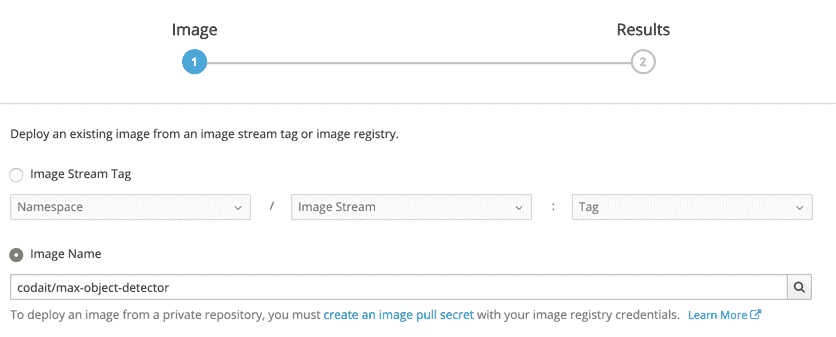 Image Results
1 2
Deploy an existing image from an image stream tag or image registry.
Image Stream Tag
Namespace / Image Stream : Tag
Image Name
codait/max-object-detector
To deploy an image from a private repository, you must create an image pull secret with your image registry credentials. Learn More